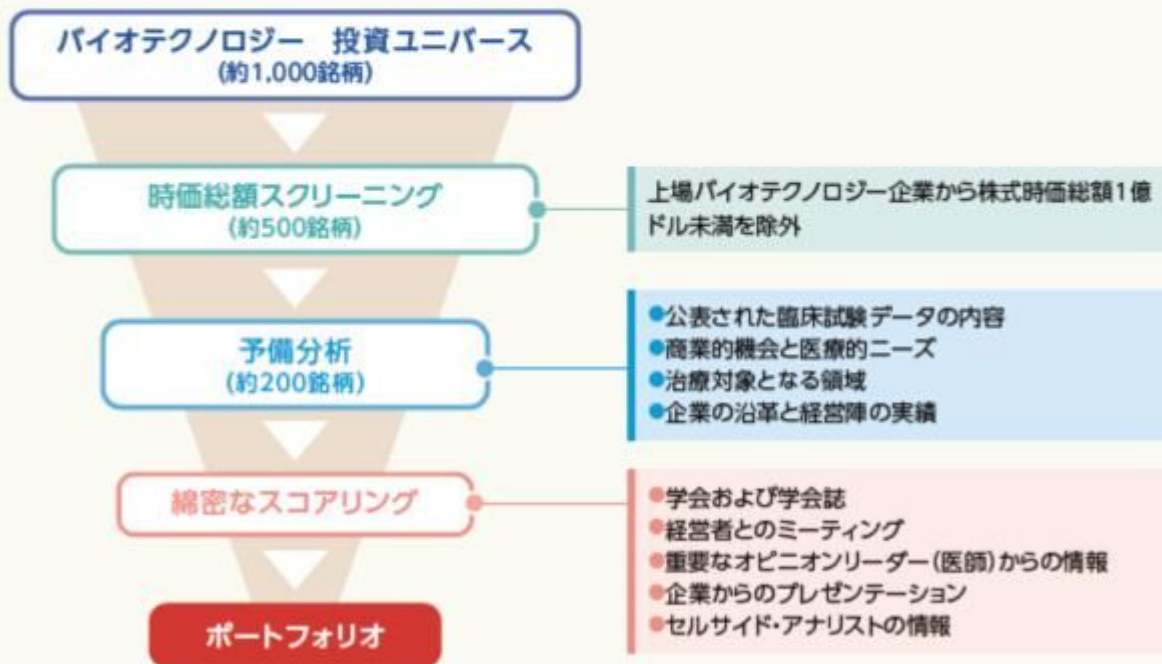 バイオテクノロジー　投資ユニバース
(約1,000銘柄)
時価総額スクリーニング
(約500銘柄)
上場バイオテクノロジー企業から株式時価総額1億
ドル未満を除外
予備分析
(約200銘柄)
●公表された臨床試験データの内容
●商業的機会と医療的ニーズ
●治療対象となる領域
●企業の沿革と経営陣の実績
綿密なスコアリング
●学会および学会誌
●経営者とのミーティング
●重要なオピニオンリーダー(医師)からの情報
●企業からのプレゼンテーション
●セルサイド・アナリストの情報
ポートフォリオ